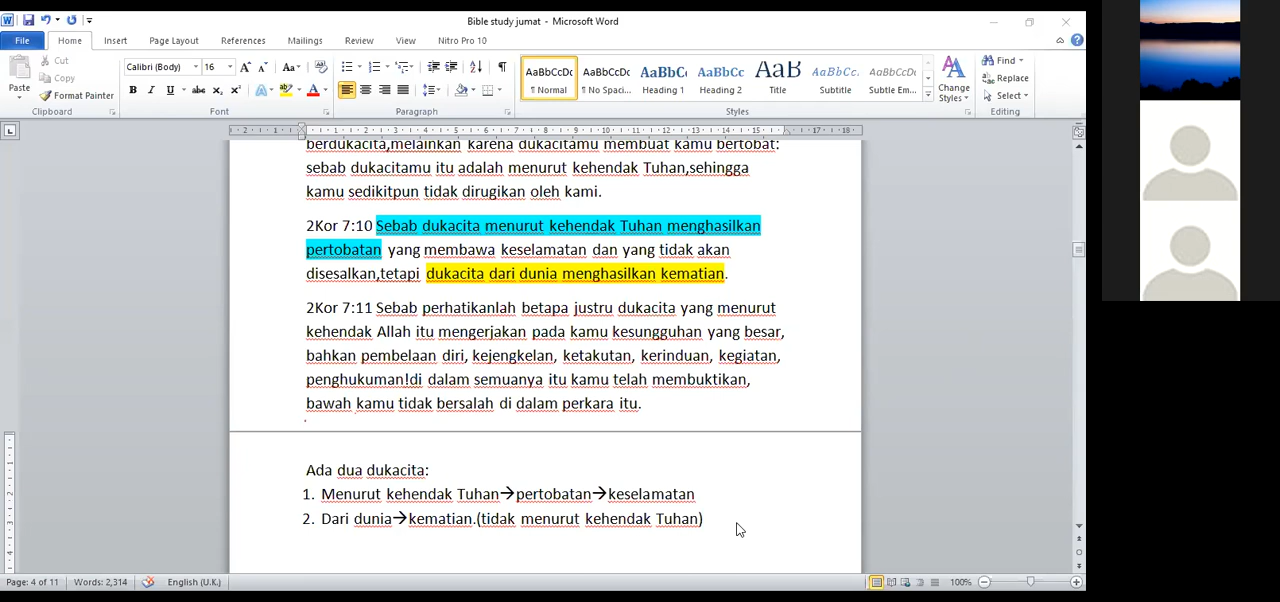 Bible study jumat - Microsoft Word
File Home Insert Page Layout References Mailings Review View Nitro Pro 10
Paste
Cut
Copy
Format Painter
Clipboard
Calibri (Body) 16
Font
Paragraph
AaBbCcDc AaBbCcDc AaBbC AaBbCc AaB AaBbCc. AaBbCcDc
¶ Normal ¶ No Spaci... Heading 1 Heading 2 Title Subtitle Subtle Em...
Styles
Change
Styles
Find
Replace
Select
Editing
berdukacita,melainkan karena dukacitamu membuat kamu bertobat:
sebab dukacitamu itu adalah menurut kehendak Tuhan,sehingga
kamu sedikitpun tidak dirugikan oleh kami.
2Kor 7:10 Sebab dukacita menurut kehendak Tuhan menghasilkan
pertobatan yang membawa keselamatan dan yang tidak akan
disesalkan,tetapi dukacita dari dunia menghasilkan kematian.
2Kor 7:11 Sebab perhatikanlah betapa justru dukacita yang menurut
kehendak Allah itu mengerjakan pada kamu kesungguhan yang besar,
bahkan pembelaan diri, kejengkelan, ketakutan, kerinduan, kegiatan,
penghukuman!di dalam semuanya itu kamu telah membuktikan,
bawah kamu tidak bersalah di dalam perkara itu.
Ada dua dukacita:
1. Menurut kehendak Tuhan→pertobatan→keselamatan
2. Dari dunia→kematian.(tidak menurut kehendak Tuhan)
Page: 4 of 11 Words: 2,314 English (U.K.) 100%